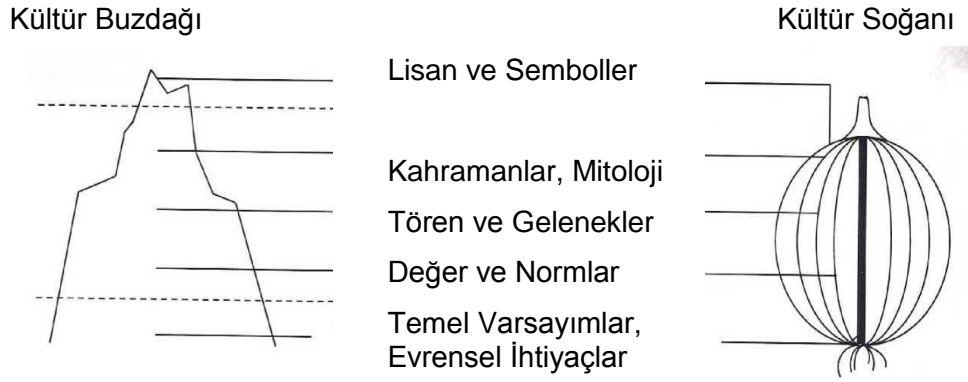 Kültür Buzdağı
Kültür Soğanı
Lisan ve Semboller
Kahramanlar, Mitoloji
Tören ve Gelenekler
Değer ve Normlar
Temel Varsayımlar,
Evrensel İhtiyaçlar